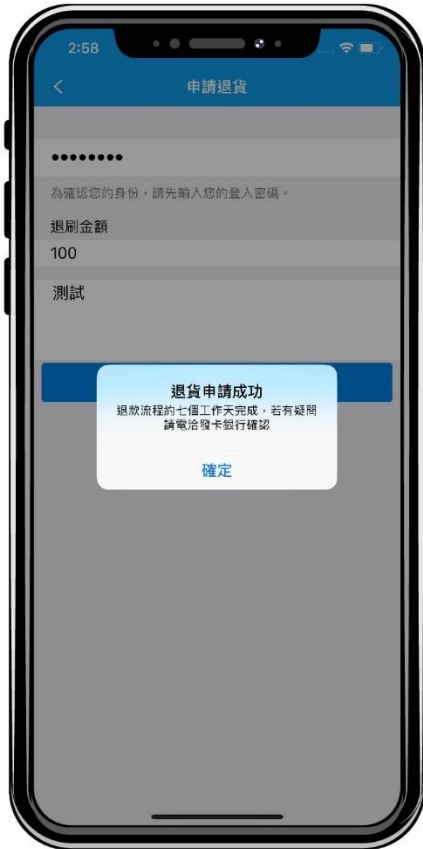 2:58
申請退貨
••••••••
為確認您的身份，請先輸入您的登入密碼。
退刷金額
100
測試
退貨申請成功
退款流程約七個工作天完成，若有疑問
請電洽發卡銀行確認
確定